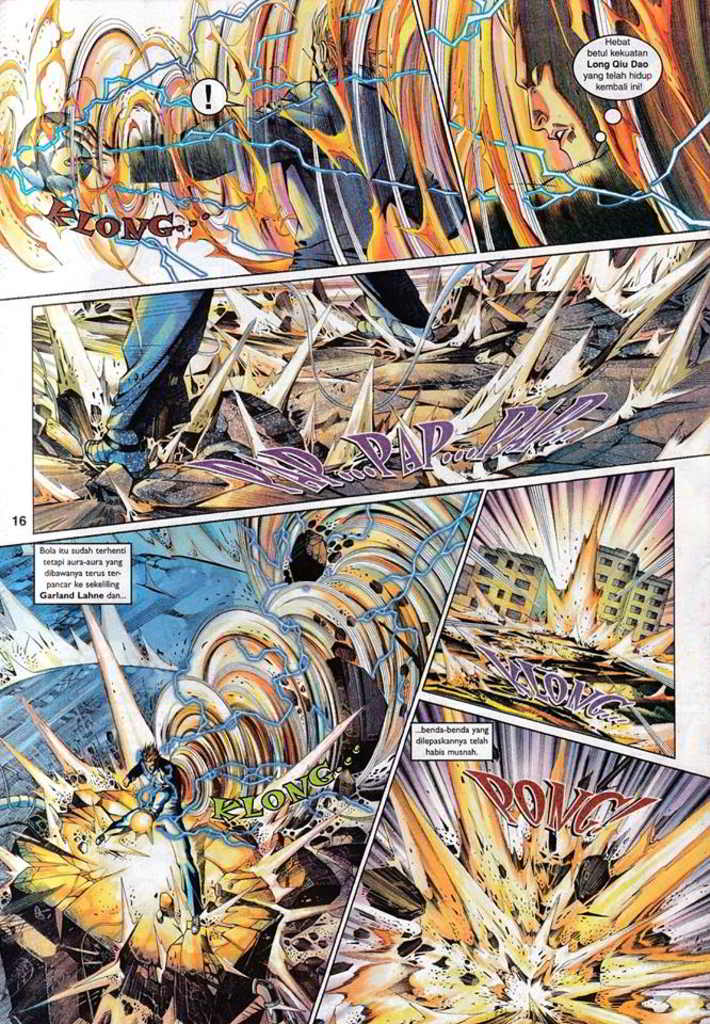 !
Hebat
betul kekuatan
Long Qiu Dao
yang telah hidup
kembali ini!
KLONG...
PAP....PAP....PAP...
16
Bola itu sudah terhenti
tetapi aura-aura yang
dibawanya terus ter-
pancar ke sekeliling
Garland Lahne dan...
KLONG...
KLONG...
...benda-benda yang
dilepaskannya telah
habis musnah.
PONG!